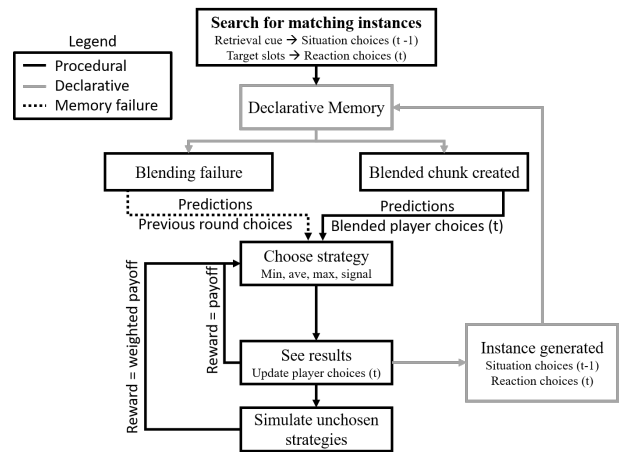 Search for matching instances
Retrieval cue → Situation choices (t -1)
Target slots → Reaction choices (t)
Legend
Procedural
Declarative
Memory failure
Declarative Memory
Blending failure
Blended chunk created
Predictions
Previous round choices
Predictions
Blended player choices (t)
Choose strategy
Min, ave, max, signal
Reward = weighted payoff
Reward = payoff
See results
Update player choices (t)
Instance generated
Situation choices (t-1)
Reaction choices (t)
Simulate unchosen
strategies